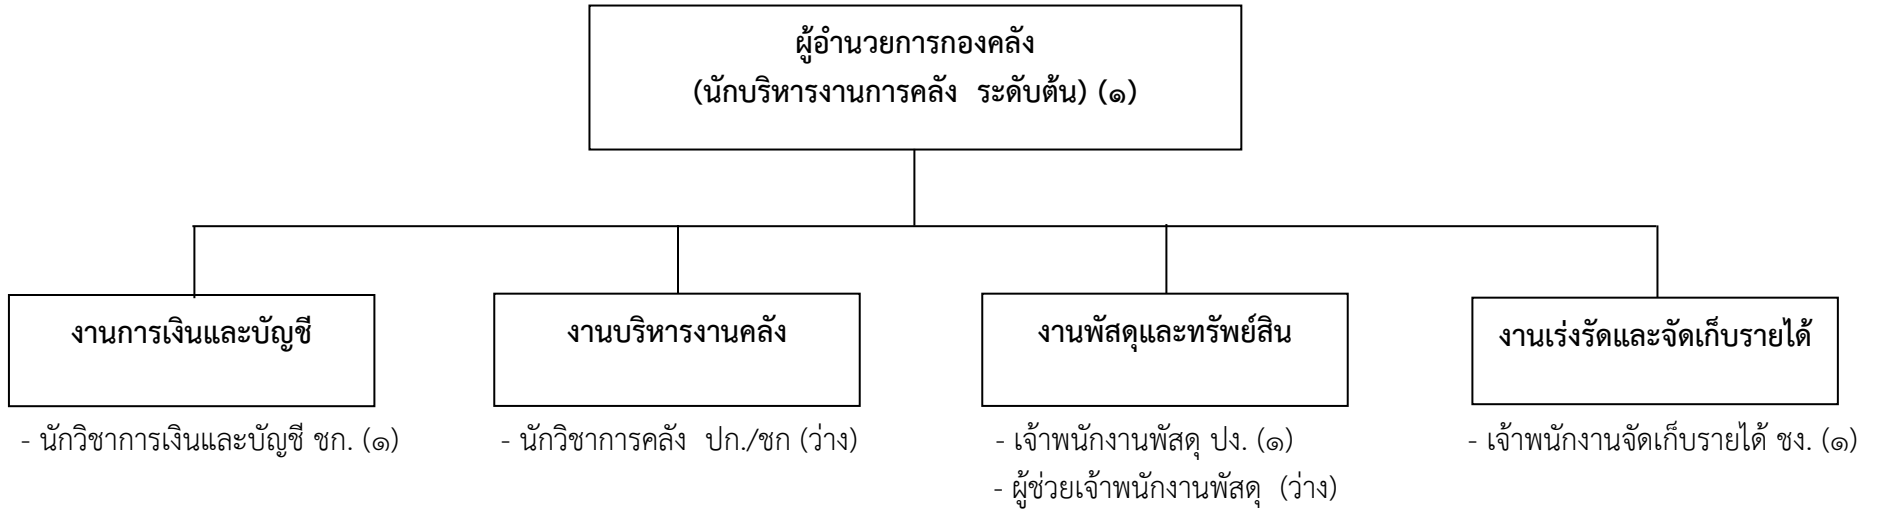 ผู้อำนวยการกองคลัง
(นักบริหารงานการคลัง ระดับต้น) (๑)
งานการเงินและบัญชี
- นักวิชาการเงินและบัญชี ชก. (๑)
งานบริหารงานคลัง
- นักวิชาการคลัง ปก./ชก (ว่าง)
งานพัสดุและทรัพย์สิน
- เจ้าพนักงานพัสดุ ปง. (๑)
- ผู้ช่วยเจ้าพนักงานพัสดุ (ว่าง)
งานเร่งรัดและจัดเก็บรายได้
- เจ้าพนักงานจัดเก็บรายได้ ชง. (๑)